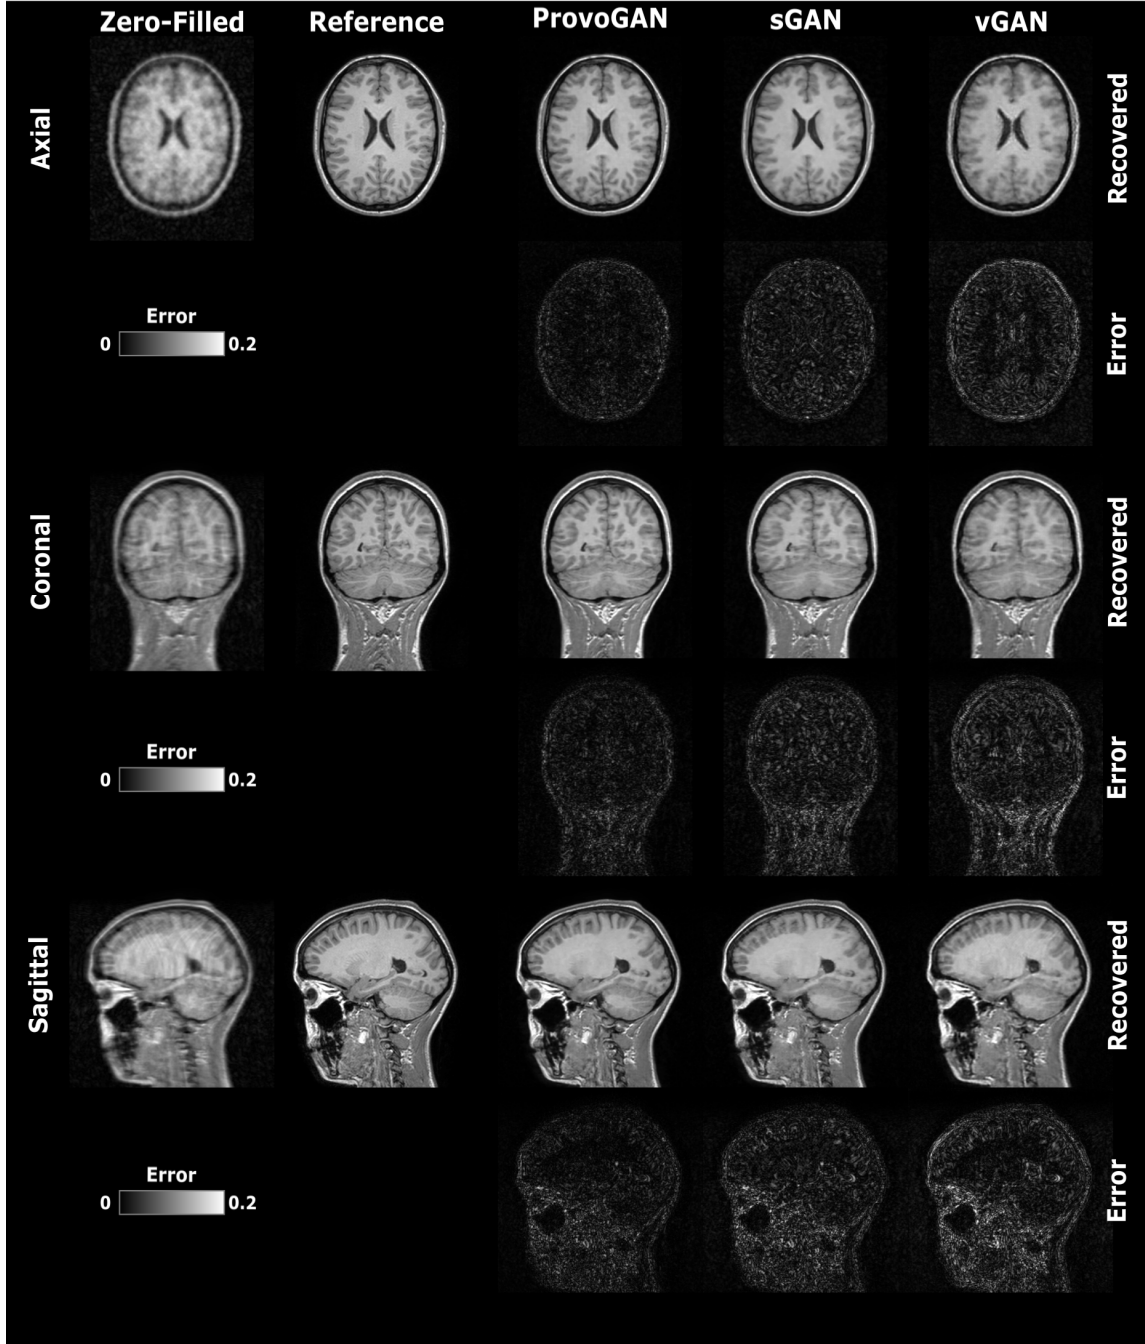 Zero-Filled Reference ProvoGAN sGAN vGAN
Axial
Recovered
Error
0 0.2
Error
Coronal
Recovered
Error
0 0.2
Error
Sagittal
Recovered
Error
0 0.2
Error